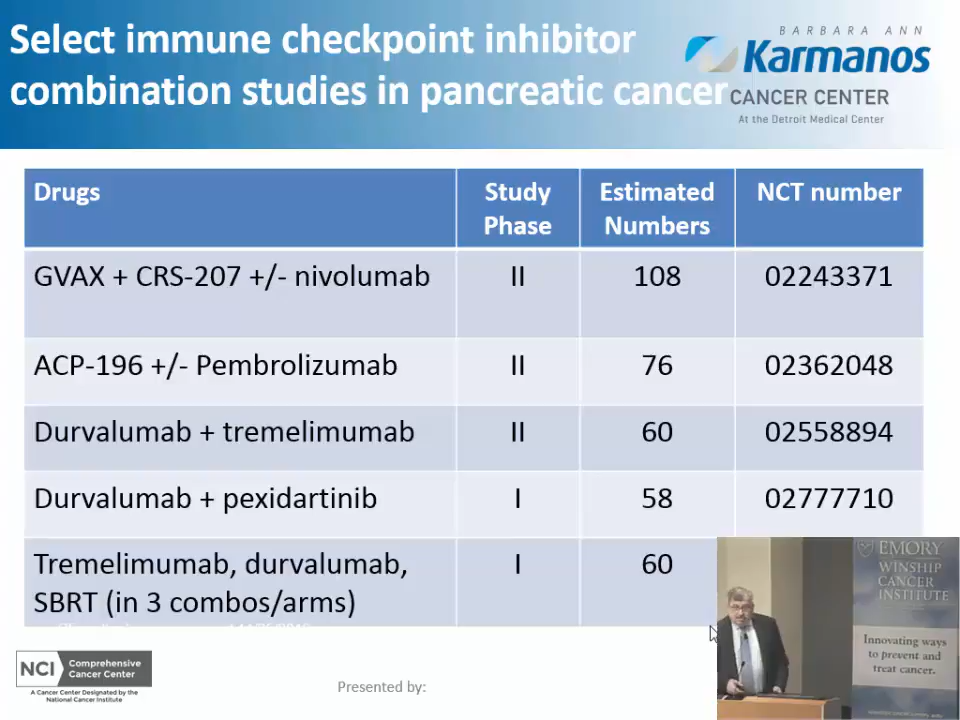 Select immune checkpoint inhibitor
combination studies in pancreatic cancer
BARBARA ANN
Karmanos
CANCER CENTER
At the Detroit Medical Center
Drugs
Study Phase
Estimated Numbers
NCT number
GVAX + CRS-207 +/- nivolumab II 108 02243371
ACP-196 +/- Pembrolizumab II 76 02362048
Durvalumab + tremelimumab II 60 02558894
Durvalumab + pexidartinib I 58 02777710
Tremelimumab, durvalumab, I 60
SBRT (in 3 combos/arms)
EMORY
WINSHIP
CANCER
INSTITUTE
Innovating ways
to prevent and
treat cancer.
NCI Comprehensive
Cancer Center
A Cancer Center Designated by the
National Cancer Institute
Presented by: